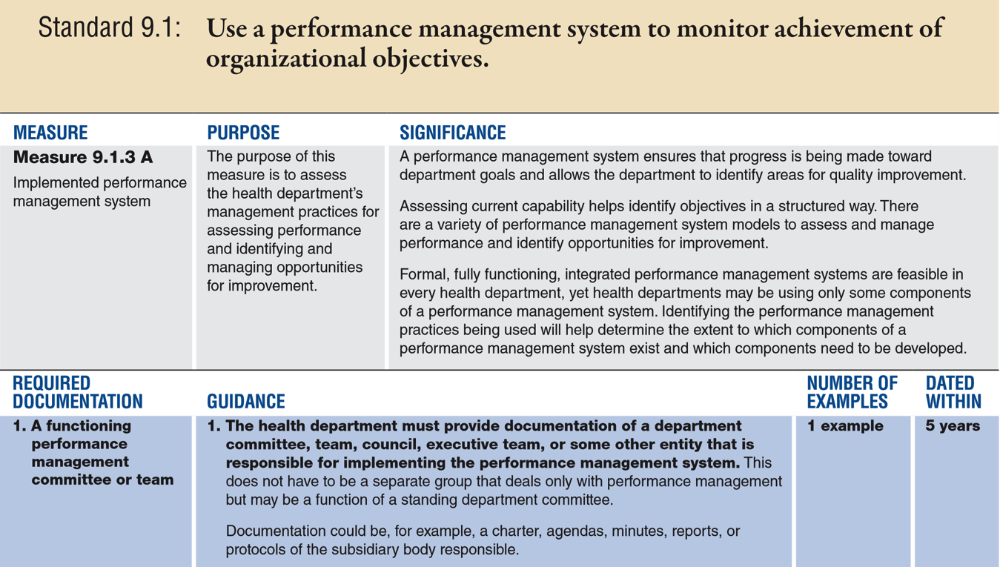 Standard 9.1: Use a performance management system to monitor achievement of
organizational objectives.
MEASURE
Measure 9.1.3 A
Implemented performance
management system
PURPOSE
The purpose of this
measure is to assess
the health department’s
management practices for
assessing performance
and identifying and
managing opportunities
for improvement.
SIGNIFICANCE
A performance management system ensures that progress is being made toward
department goals and allows the department to identify areas for quality improvement.
Assessing current capability helps identify objectives in a structured way. There
are a variety of performance management system models to assess and manage
performance and identify opportunities for improvement.
Formal, fully functioning, integrated performance management systems are feasible in
every health department, yet health departments may be using only some components
of a performance management system. Identifying the performance management
practices being used will help determine the extent to which components of a
performance management system exist and which components need to be developed.
REQUIRED
DOCUMENTATION
1. A functioning
performance
management
committee or team
GUIDANCE
1. The health department must provide documentation of a department
committee, team, council, executive team, or some other entity that is
responsible for implementing the performance management system. This
does not have to be a separate group that deals only with performance management
but may be a function of a standing department committee.
Documentation could be, for example, a charter, agendas, minutes, reports, or
protocols of the subsidiary body responsible.
NUMBER OF
EXAMPLES
1 example
DATED
WITHIN
5 years